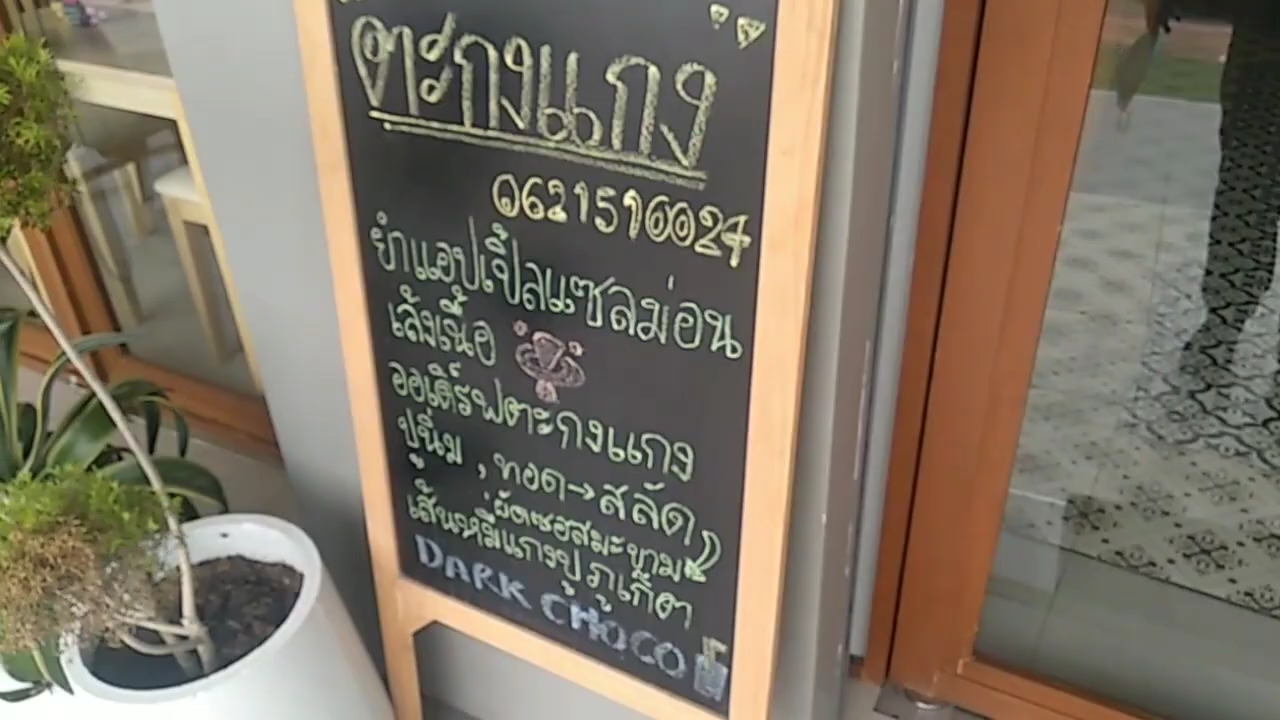 ตะกงแกง
0621510024
ยำแอปเปิ้ลแซลม่อน
เล้งเนื้อ
ออเดิร์ฟตะกงแกง
ปูนิ่ม , ทอด→สลัด
ผัดซอสมะขาม
เส้นหมี่แกงปู ภูเก็ต
DARK CHOCO